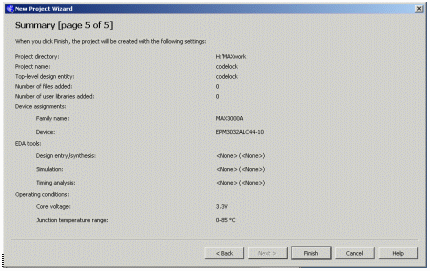 New Project Wizard
Summary [page 5 of 5]
When you click Finish, the project will be created with the following settings:
Project directory: H:\MAXwork
Project name: codelock
Top-level design entity: codelock
Number of files added: 0
Number of user libraries added: 0
Device assignments:
Family name: MAX3000A
Device: EPM3032ALC44-10
EDA tools:
Design entry/synthesis: <None> (<None>)
Simulation: <None> (<None>)
Timing analysis: <None> (<None>)
Operating conditions:
Core voltage: 3.3V
Junction temperature range: 0-85 °C
< Back Next > Finish Cancel Help